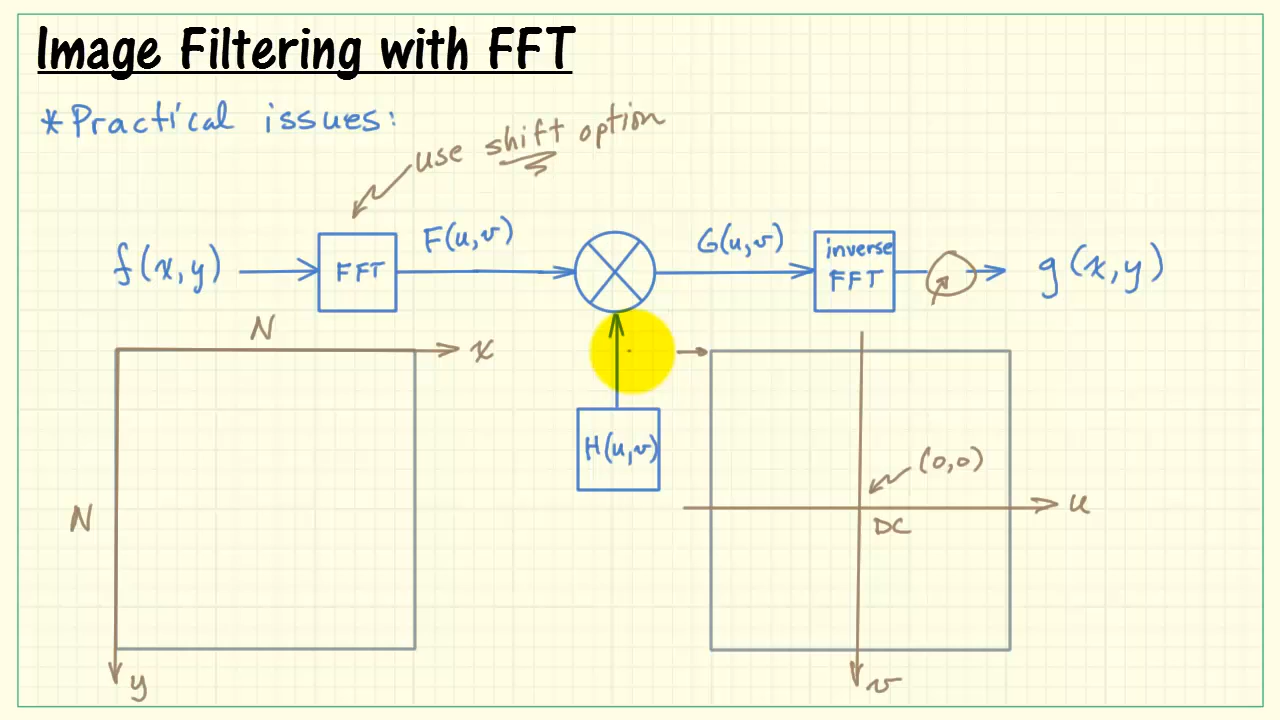 Image Filtering with FFT
*Practical issues:
use shift option
f(x,y)
FFT
F(u,v)
G(u,v)
inverse
FFT
g(x,y)
H(u,v)
N
x
N
y
(0,0)
u
DC
v